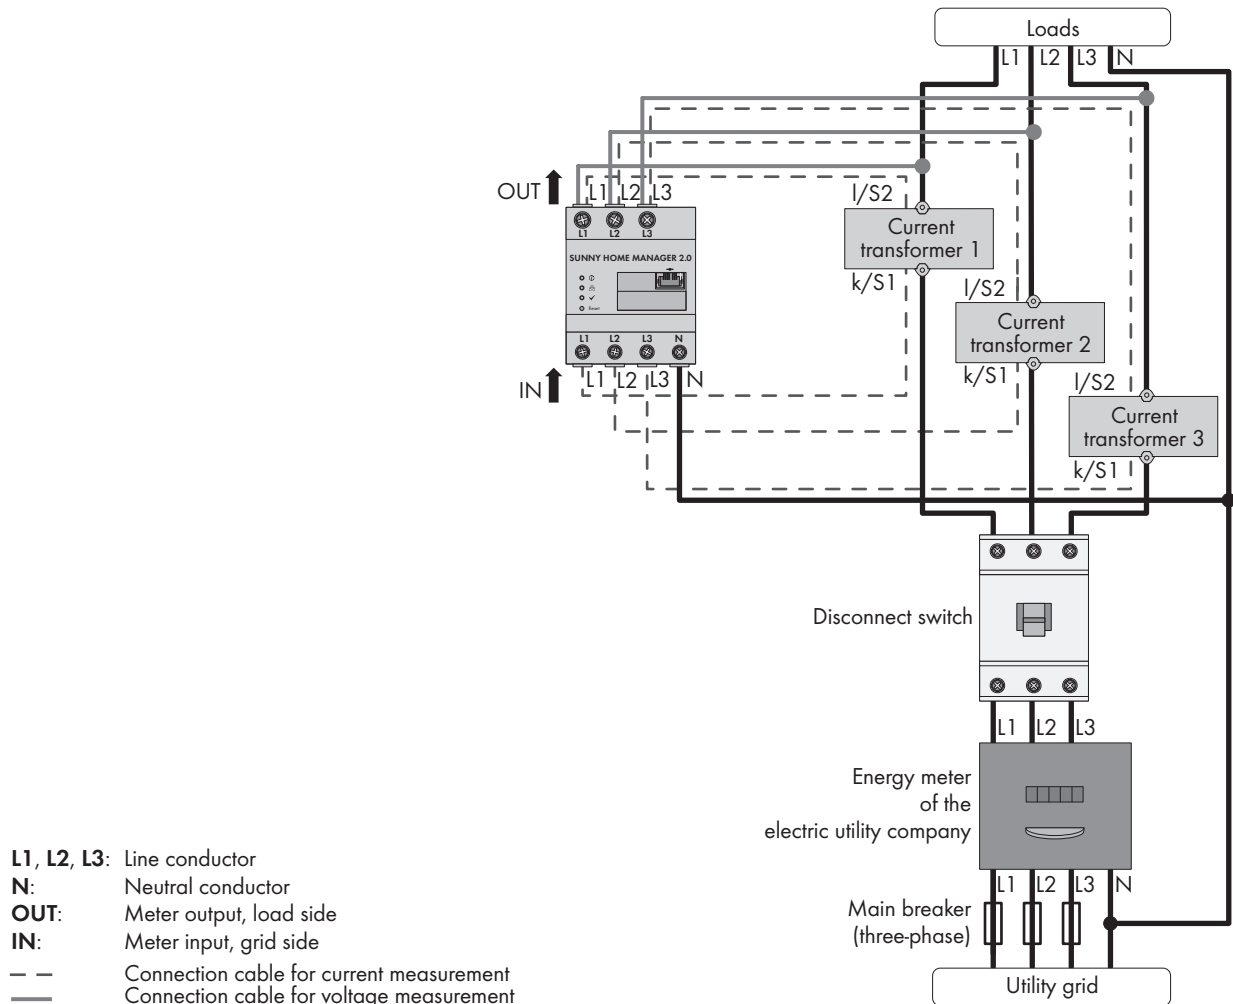 Loads
L1 L2 L3 N
OUT L1 L2 L3
L1 L2 L3
SUNNY HOME MANAGER 2.0
Reset
L1 L2 L3 N
IN L1 L2 L3 N
l/S2
Current
transformer 1
k/S1
l/S2
Current
transformer 2
k/S1
l/S2
Current
transformer 3
k/S1
Disconnect switch
L1 L2 L3
Energy meter
of the
electric utility company
L1 L2 L3 N
Main breaker
(three-phase)
Utility grid
L1, L2, L3: Line conductor
N: Neutral conductor
OUT: Meter output, load side
IN: Meter input, grid side
Connection cable for current measurement
Connection cable for voltage measurement